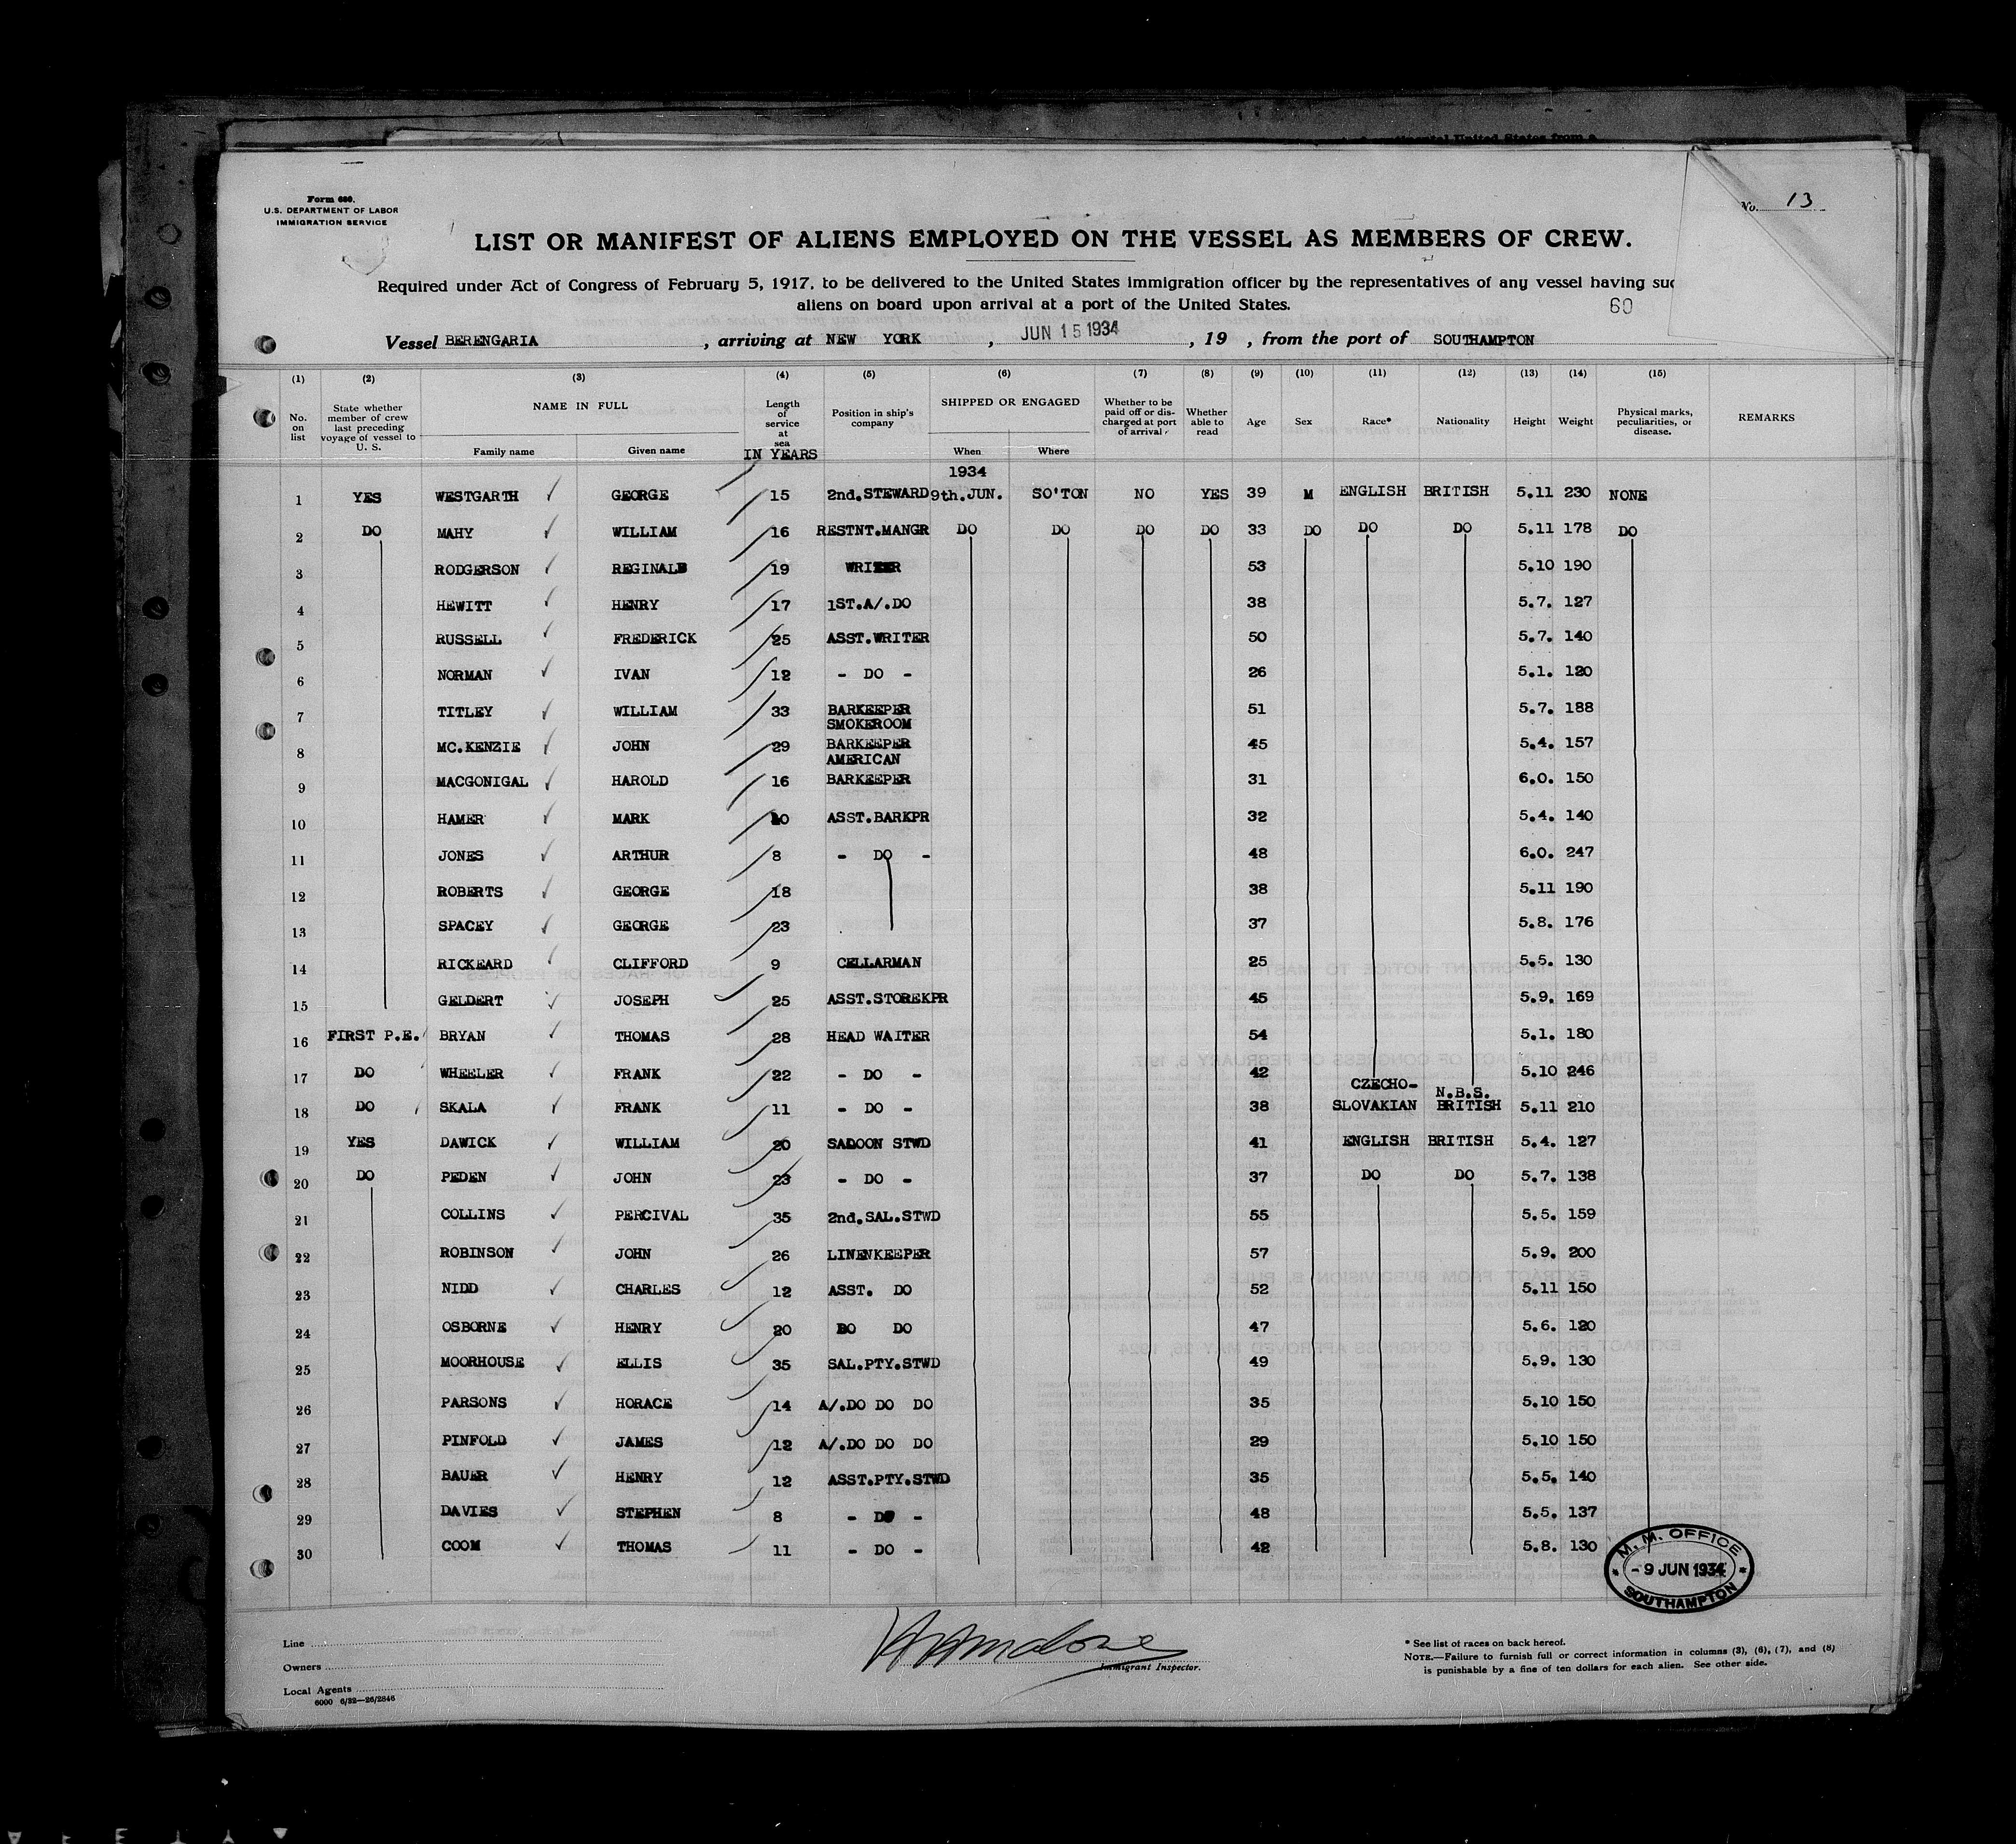 Form 680.
U.S. DEPARTMENT OF LABOR
IMMIGRATION SERVICE
No. 13
LIST OR MANIFEST OF ALIENS EMPLOYED ON THE VESSEL AS MEMBERS OF CREW.
Required under Act of Congress of February 5, 1917, to be delivered to the United States immigration officer by the representatives of any vessel having suc
aliens on board upon arrival at a port of the United States.
60
Vessel BERENGARIA , arriving at NEW YORK , JUN 15 1934 , 19 , from the port of SOUTHAMPTON
(1) (2) (3) (4) (5) (6) (7) (8) (9) (10) (11) (12) (13) (14) (15)
No. on list State whether member of crew last preceding voyage of vessel to U. S. NAME IN FULL Family name Given name Length of service at sea IN YEARS Position in ship's company SHIPPED OR ENGAGED When Where Whether to be paid off or discharged at port of arrival Whether able to read Age Sex Race* Nationality Height Weight Physical marks, peculiarities, or disease. REMARKS
1934
1 YES WESTGARTH GEORGE 15 2nd.STEWARD 9th.JUN. SO'TON NO YES 39 M ENGLISH BRITISH 5.11 230 NONE
2 DO MAHY WILLIAM 16 RESTNT.MANGR DO DO DO DO 33 DO DO DO 5.11 178 DO
3 RODGERSON REGINALD 19 WRITER 53 5.10 190
4 HEWITT HENRY 17 1ST.A/.DO 38 5.7. 127
5 RUSSELL FREDERICK 25 ASST.WRITER 50 5.7. 140
6 NORMAN IVAN 12 - DO - 26 5.1. 120
7 TITLEY WILLIAM 33 BARKEEPER 51 5.7. 188
SMOKEROOM
8 MC.KENZIE JOHN 29 BARKEEPER 45 5.4. 157
AMERICAN
9 MACGONIGAL HAROLD 16 BARKEEPER 31 6.0. 150
10 HAMER MARK 10 ASST.BARKPR 32 5.4. 140
11 JONES ARTHUR 8 - DO - 48 6.0. 247
12 ROBERTS GEORGE 18 38 5.11 190
13 SPACEY GEORGE 23 37 5.8. 176
14 RICKEARD CLIFFORD 9 CELLARMAN 25 5.5. 130
15 GELDERT JOSEPH 25 ASST.STOREKPR 45 5.9. 169
16 FIRST P.E. BRYAN THOMAS 28 HEAD WAITER 54 5.1. 180
17 DO WHEELER FRANK 22 - DO - 42 5.10 246
CZECHO- N.B.S.
18 DO SKALA FRANK 11 - DO - 38 SLOVAKIAN BRITISH 5.11 210
19 YES DAWICK WILLIAM 20 SALOON STWD 41 ENGLISH BRITISH 5.4. 127
20 DO PEDEN JOHN 23 - DO - 37 DO DO 5.7. 138
21 COLLINS PERCIVAL 35 2nd.SAL.STWD 55 5.5. 159
22 ROBINSON JOHN 26 LINENKEEPER 57 5.9. 200
23 NIDD CHARLES 12 ASST. DO 52 5.11 150
24 OSBORNE HENRY 20 DO DO 47 5.6. 120
25 MOORHOUSE ELLIS 35 SAL.PTY.STWD 49 5.9. 130
26 PARSONS HORACE 14 A/.DO DO DO 35 5.10 150
27 PINFOLD JAMES 12 A/.DO DO DO 29 5.10 150
28 BAUER HENRY 12 ASST.PTY.STWD 35 5.5. 140
29 DAVIES STEPHEN 8 - DO - 48 5.5. 137
30 COOM THOMAS 11 - DO - 42 5.8. 130
M.M. OFFICE
- 9 JUN 1934
SOUTHAMPTON
Line
Owners
Local Agents
6000 6/32-26/2846
Immigrant Inspector.
* See list of races on back hereof.
NOTE.—Failure to furnish full or correct information in columns (3), (6), (7), and (8)
is punishable by a fine of ten dollars for each alien. See other side.